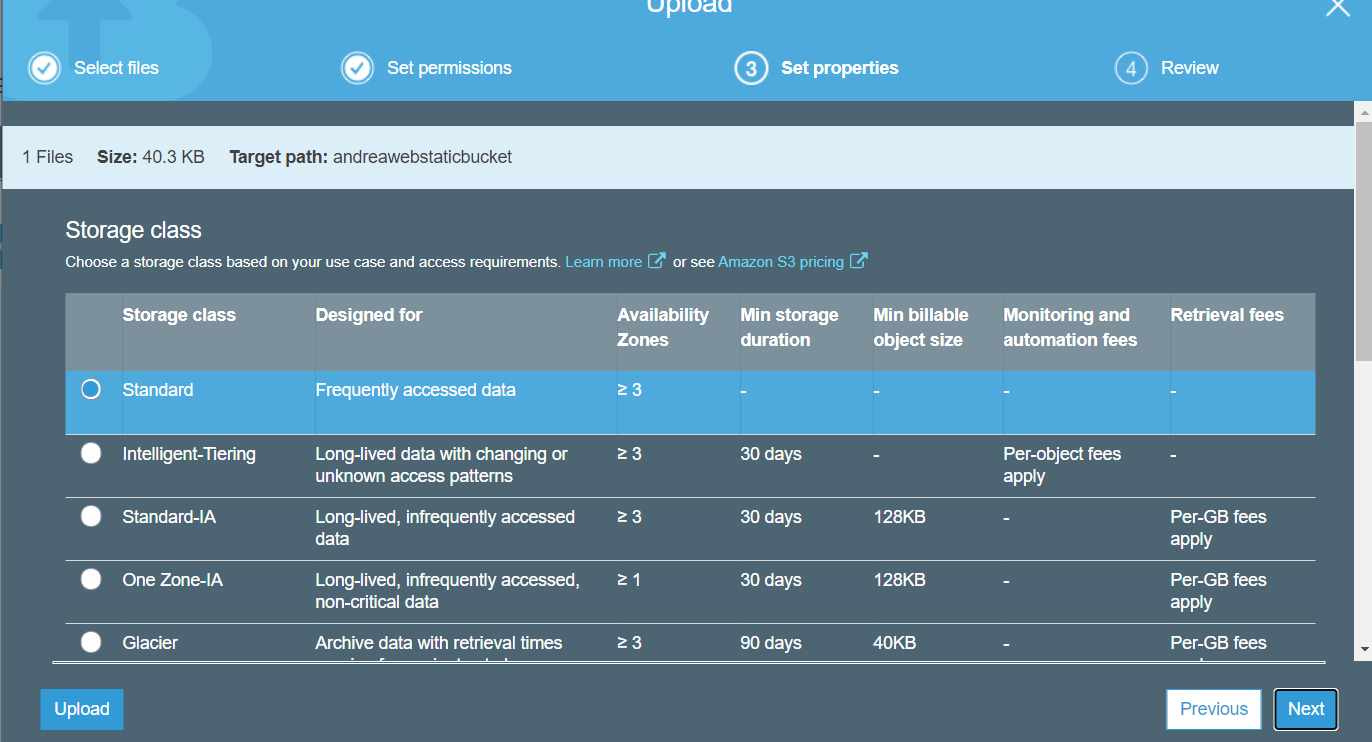 Upload
Select files
Set permissions
3 Set properties
4 Review
1 Files Size: 40.3 KB Target path: andreawebstaticbucket
Storage class
Choose a storage class based on your use case and access requirements. Learn more or see Amazon S3 pricing
Storage class Designed for Availability Zones Min storage duration Min billable object size Monitoring and automation fees Retrieval fees
Standard Frequently accessed data ≥ 3 - - - -
Intelligent-Tiering Long-lived data with changing or unknown access patterns ≥ 3 30 days - Per-object fees apply -
Standard-IA Long-lived, infrequently accessed data ≥ 3 30 days 128KB - Per-GB fees apply
One Zone-IA Long-lived, infrequently accessed, non-critical data ≥ 1 30 days 128KB - Per-GB fees apply
Glacier Archive data with retrieval times ≥ 3 90 days 40KB - Per-GB fees
Upload Previous Next